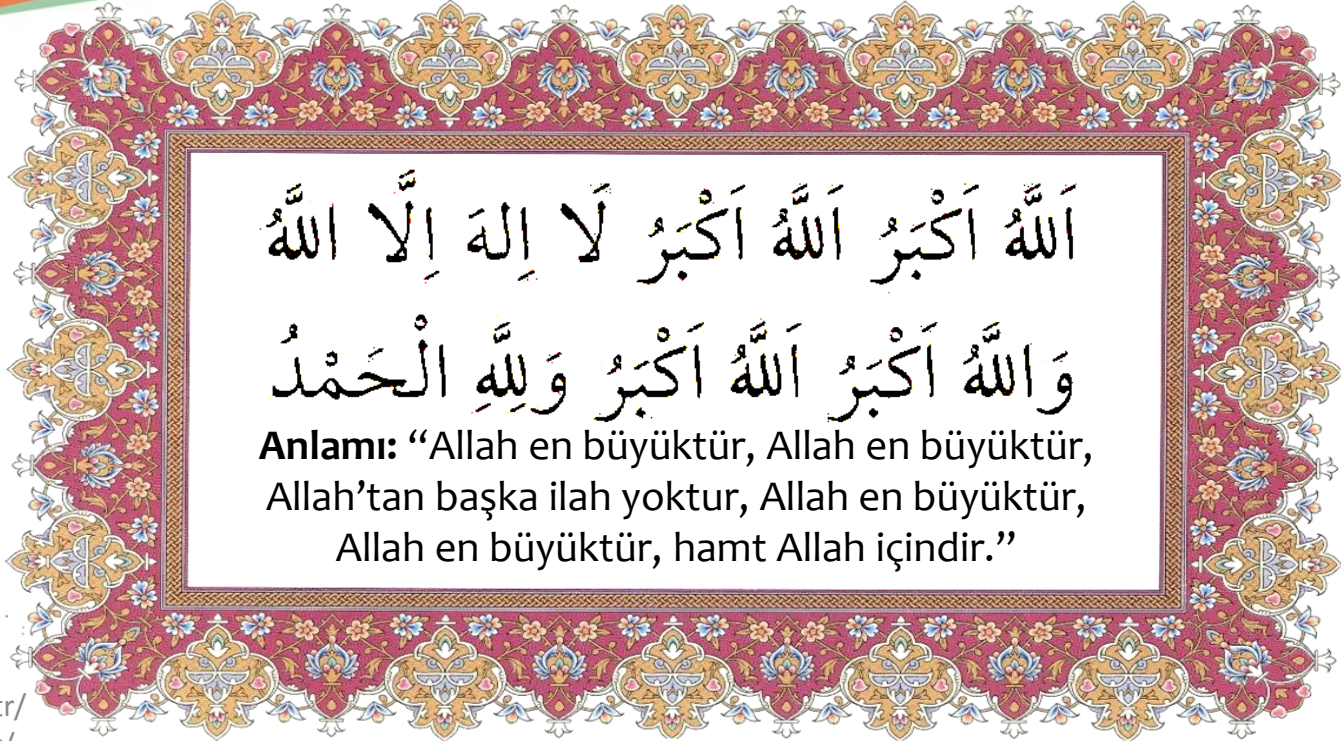 اَللّٰهُ اَكْبَرُ اَللّٰهُ اَكْبَرُ لَا اِلهَ اِلَّا اللّٰهُ
وَاللّٰهُ اَكْبَرُ اَللّٰهُ اَكْبَرُ وَلِلّٰهِ الْحَمْدُ
Anlamı: “Allah en büyüktür, Allah en büyüktür,
Allah’tan başka ilah yoktur, Allah en büyüktür,
Allah en büyüktür, hamt Allah içindir.”